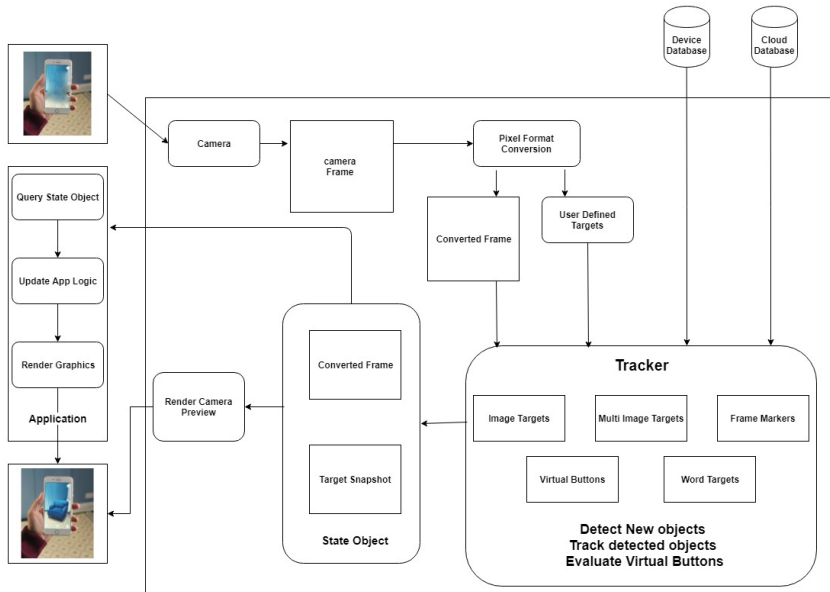 Device
Database
Cloud
Database
Camera
camera
Frame
Pixel Format
Conversion
Query State Object
Update App Logic
Render Graphics
Application
Converted Frame
User Defined
Targets
Render Camera
Preview
Converted Frame
Target Snapshot
State Object
Tracker
Image Targets
Multi Image Targets
Frame Markers
Virtual Buttons
Word Targets
Detect New objects
Track detected objects
Evaluate Virtual Buttons